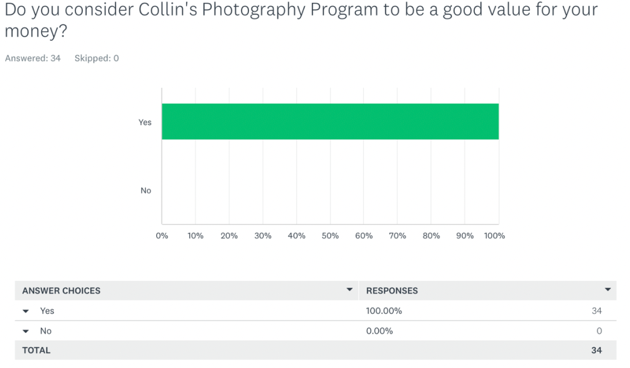 Do you consider Collin's Photography Program to be a good value for your
money?
Answered: 34 Skipped: 0
Yes
No
0% 10% 20% 30% 40% 50% 60% 70% 80% 90% 100%
ANSWER CHOICES RESPONSES
Yes 100.00% 34
No 0.00% 0
TOTAL 34